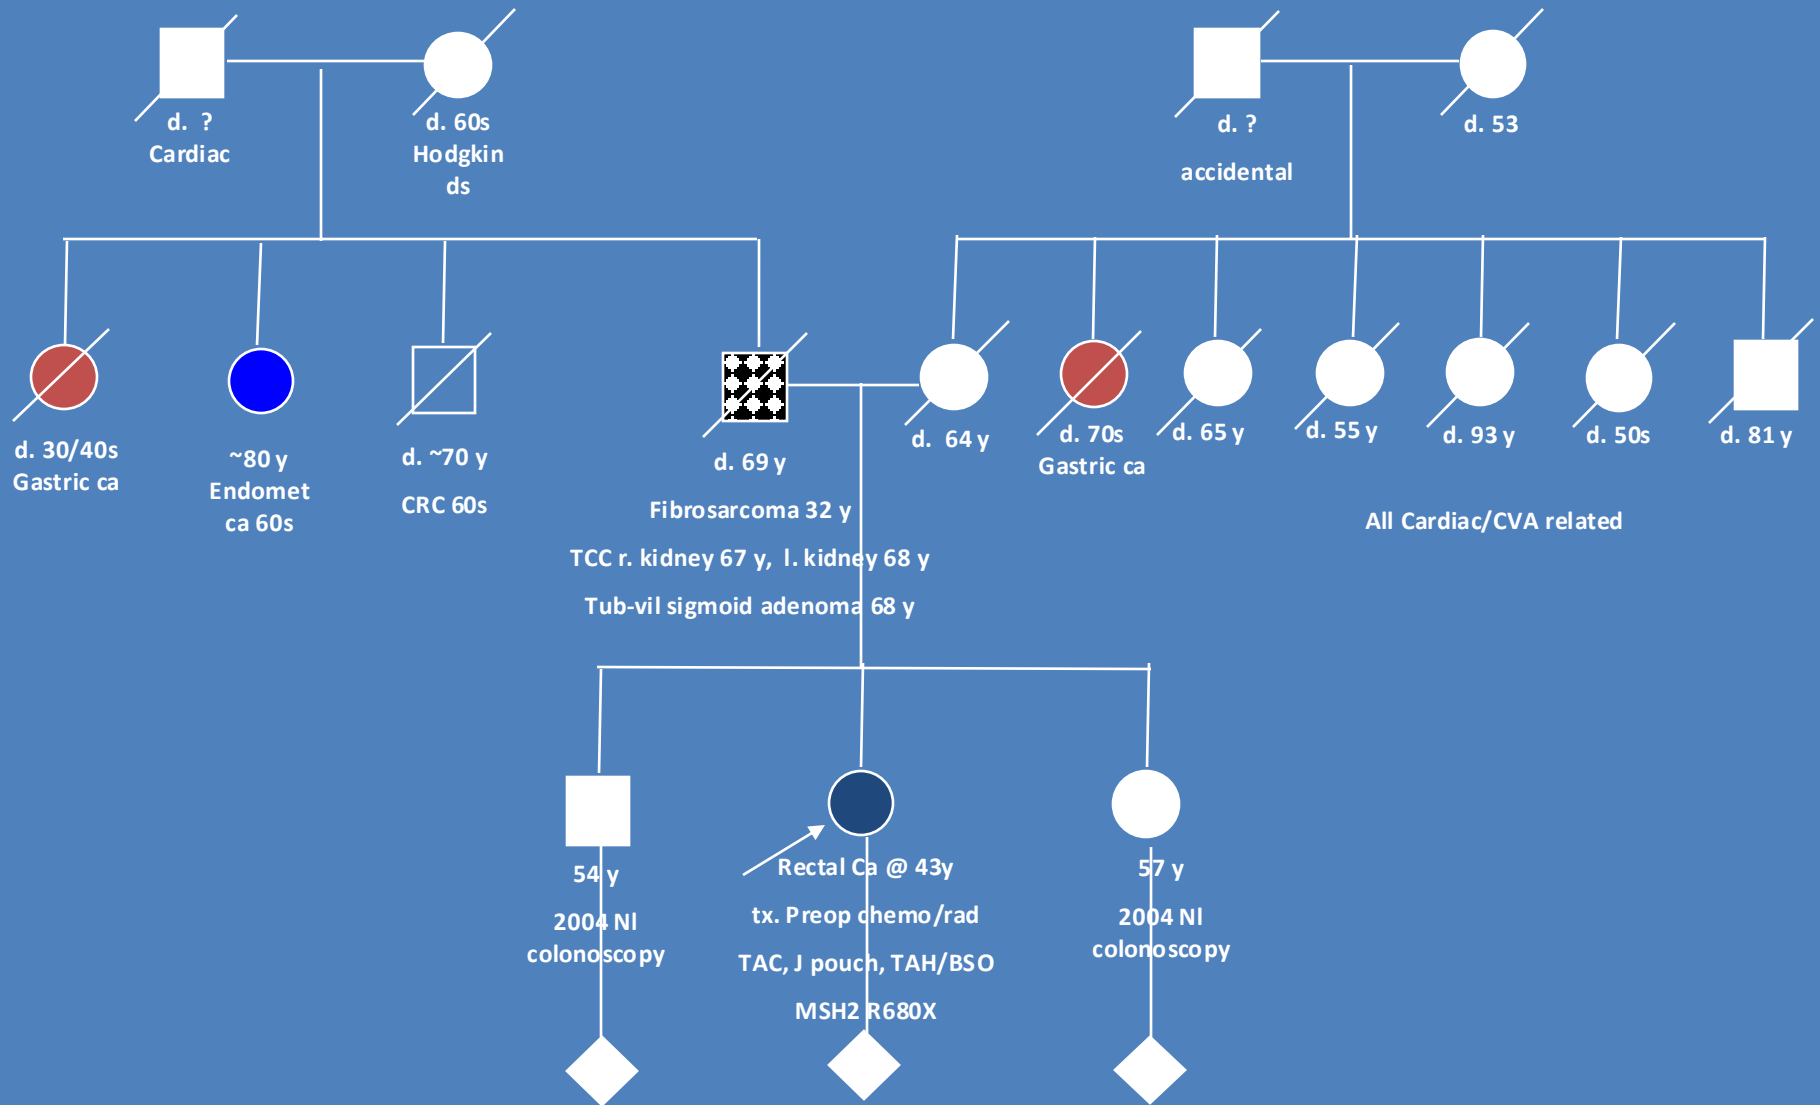 d. ?
Cardiac
d. 60s
Hodgkin
ds
d. ?
accidental
d. 53
d. 30/40s
Gastric ca
~80 y
Endomet
ca 60s
d. ~70 y
CRC 60s
d. 69 y
Fibrosarcoma 32 y
TCC r. kidney 67 y, l. kidney 68 y
Tub-vil sigmoid adenoma 68 y
d. 64 y
d. 70s
Gastric ca
d. 65 y
d. 55 y
d. 93 y
d. 50s
d. 81 y
All Cardiac/CVA related
54 y
2004 Nl
colonoscopy
Rectal Ca @ 43y
tx. Preop chemo/rad
TAC, J pouch, TAH/BSO
MSH2 R680X
57 y
2004 Nl
colonoscopy